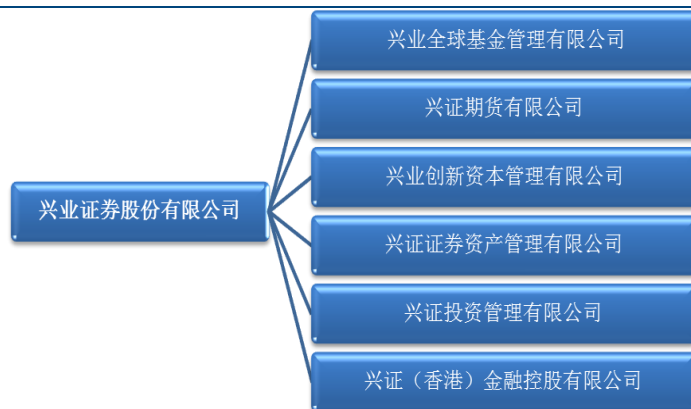 兴业全球基金管理有限公司
兴证期货有限公司
兴业创新资本管理有限公司
兴业证券股份有限公司
兴证证券资产管理有限公司
兴证投资管理有限公司
兴证（香港）金融控股有限公司